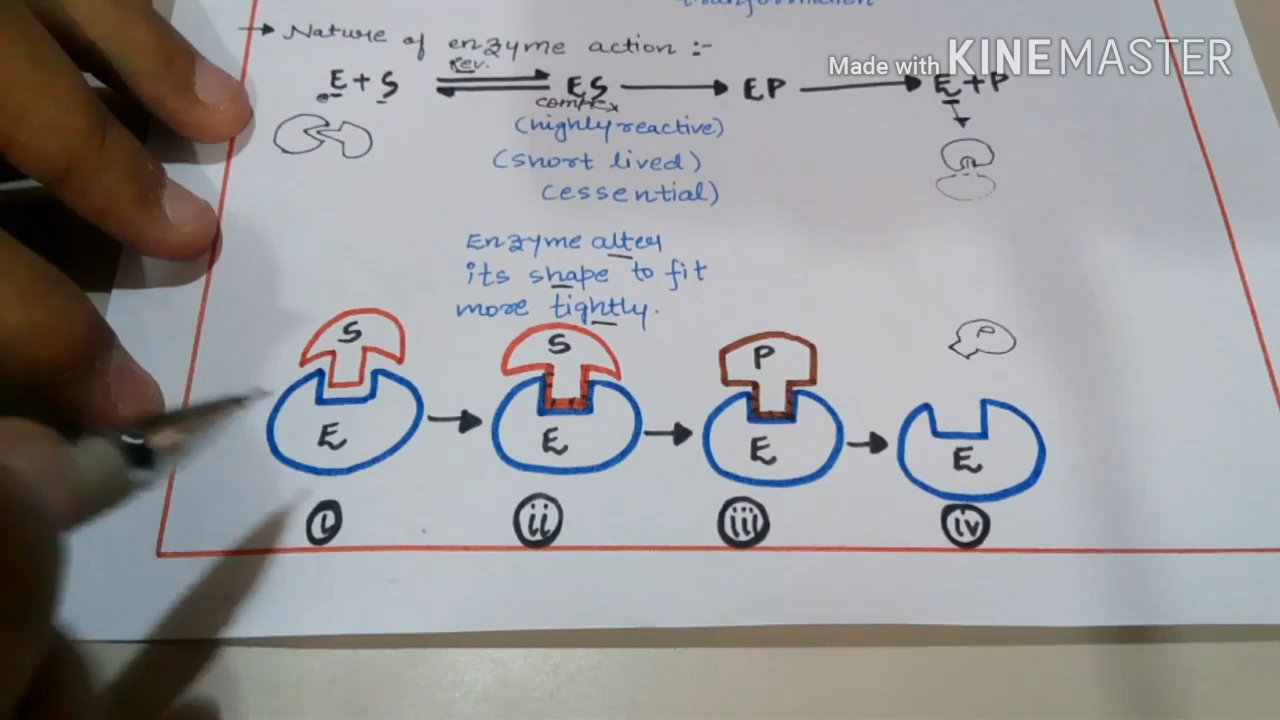 transformation
Made with KINEMASTER
→ Nature of enzyme action :-
Rev.
E + S ⇌ ES → EP → E + P
complex
(highly reactive)
(short lived)
(essential)
Enzyme alter
its shape to fit
more tightly.
P
S S P
E E E E
i ii iii iv